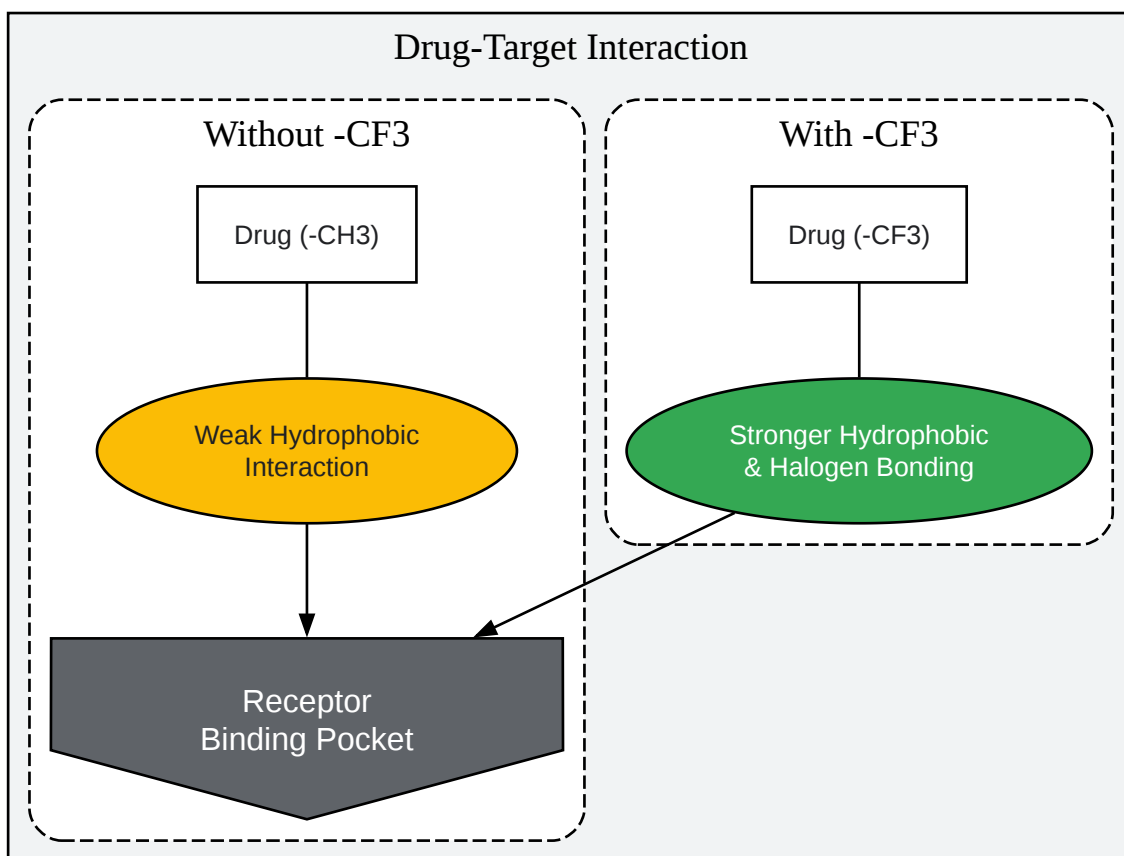 Drug-Target Interaction
Without -CF3
Drug (-CH3)
Weak Hydrophobic
Interaction
Receptor
Binding Pocket
With -CF3
Drug (-CF3)
Stronger Hydrophobic
& Halogen Bonding